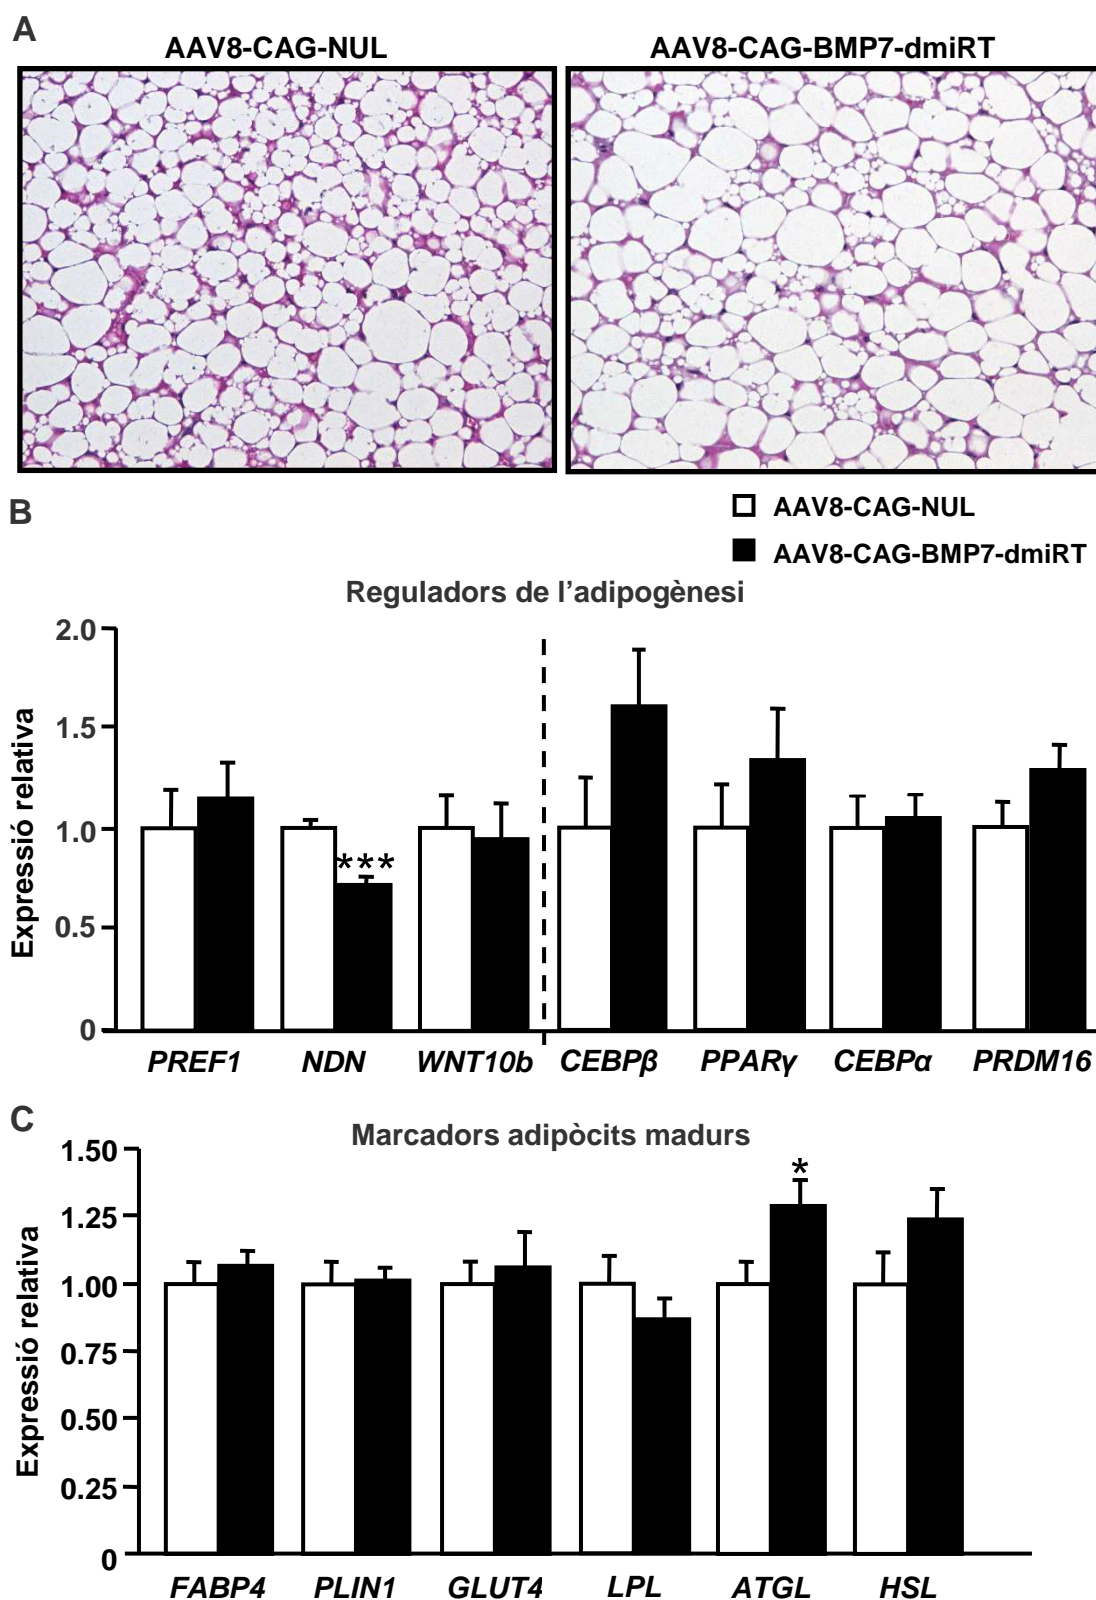 A
AAV8-CAG-NUL AAV8-CAG-BMP7-dmiRT
B
AAV8-CAG-NUL
AAV8-CAG-BMP7-dmiRT
Reguladors de l’adipogènesi
Expressió relativa
2.0
1.5
1.0
0.5
0
***
PREF1 NDN WNT10b CEBPβ PPARγ CEBPα PRDM16
C
Marcadors adipòcits madurs
Expressió relativa
1.50
1.25
1.00
0.75
0.50
0.25
0
*
FABP4 PLIN1 GLUT4 LPL ATGL HSL